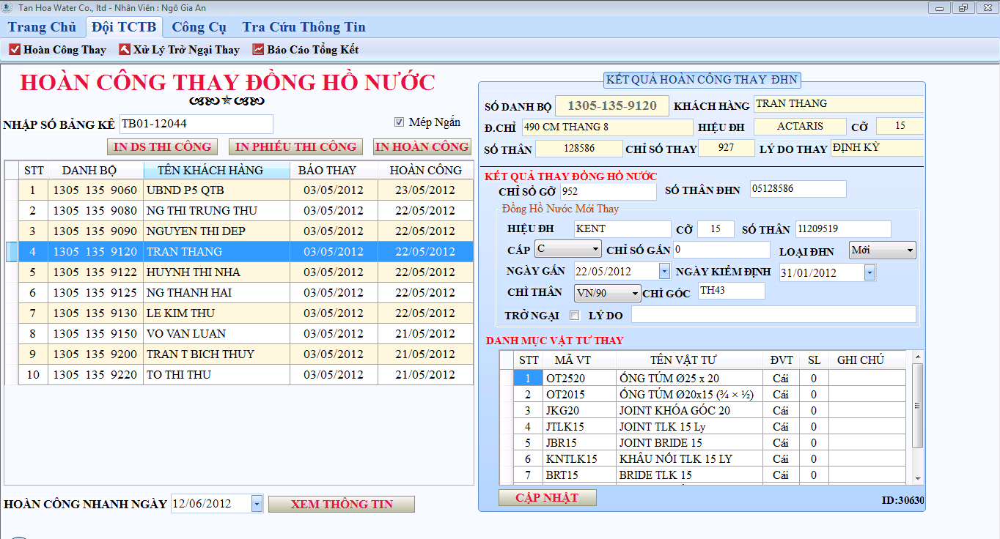 Tan Hoa Water Co., ltd - Nhân Viên : Ngô Gia An
Trang Chủ Đội TCTB Công Cụ Tra Cứu Thông Tin
Hoàn Công Thay Xử Lý Trở Ngại Thay Báo Cáo Tổng Kết
HOÀN CÔNG THAY ĐỒNG HỒ NƯỚC
NHẬP SỐ BẢNG KÊ TB01-12044 Mép Ngắn
IN DS THI CÔNG IN PHIẾU THI CÔNG IN HOÀN CÔNG
STT DANH BỘ TÊN KHÁCH HÀNG BÁO THAY HOÀN CÔNG
1 1305 135 9060 UBND P5 QTB 03/05/2012 23/05/2012
2 1305 135 9080 NG THI TRUNG THU 03/05/2012 22/05/2012
3 1305 135 9090 NGUYEN THI DEP 03/05/2012 22/05/2012
4 1305 135 9120 TRAN THANG 03/05/2012 22/05/2012
5 1305 135 9122 HUYNH THI NHA 03/05/2012 22/05/2012
6 1305 135 9125 NG THANH HAI 03/05/2012 22/05/2012
7 1305 135 9130 LE KIM THU 03/05/2012 22/05/2012
8 1305 135 9150 VO VAN LUAN 03/05/2012 21/05/2012
9 1305 135 9200 TRAN T BICH THUY 03/05/2012 21/05/2012
10 1305 135 9220 TO THI THU 03/05/2012 21/05/2012
HOÀN CÔNG NHANH NGÀY 12/06/2012 XEM THÔNG TIN
KẾT QUẢ HOÀN CÔNG THAY ĐHN
SỐ DANH BỘ 1305-135-9120 KHÁCH HÀNG TRAN THANG
Đ.CHỈ 490 CM THANG 8 HIỆU ĐH ACTARIS CỠ 15
SỐ THÂN 128586 CHỈ SỐ THAY 927 LÝ DO THAY ĐỊNH KỲ
KẾT QUẢ THAY ĐỒNG HỒ NƯỚC
CHỈ SỐ GỠ 952 SỐ THÂN ĐHN 05128586
Đồng Hồ Nước Mới Thay
HIỆU ĐH KENT CỠ 15 SỐ THÂN 11209519
CẤP C CHỈ SỐ GẮN 0 LOẠI ĐHN Mới
NGÀY GẮN 22/05/2012 NGÀY KIỂM ĐỊNH 31/01/2012
CHÌ THÂN VN/90 CHÌ GÓC TH43
TRỞ NGẠI LÝ DO
DANH MỤC VẬT TƯ THAY
STT MÃ VT TÊN VẬT TƯ ĐVT SL GHI CHÚ
1 OT2520 ỐNG TÚM Ø25 x 20 Cái 0
2 OT2015 ỐNG TÚM Ø20x15 (¾ × ½) Cái 0
3 JKG20 JOINT KHÓA GÓC 20 Cái 0
4 JTLK15 JOINT TLK 15 Ly Cái 0
5 JBR15 JOINT BRIDE 15 Cái 0
6 KNTLK15 KHÂU NỐI TLK 15 LY Cái 0
7 BRT15 BRIDE TLK 15 Cái 0
CẬP NHẬT ID:30630